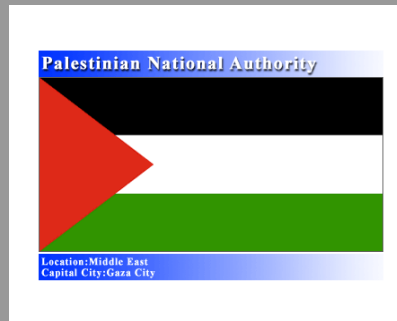 Palestinian National Authority
Location:Middle East
Capital City:Gaza City